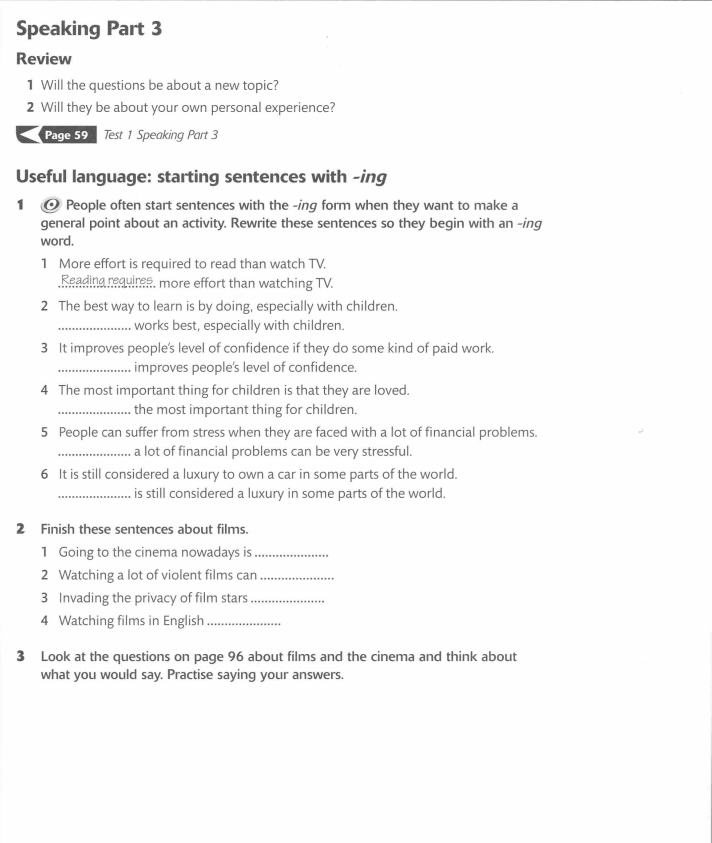 Speaking Part 3
Review
1 Will the questions be about a new topic?
2 Will they be about your own personal experience?
Page 59 Test 1 Speaking Part 3
Useful language: starting sentences with -ing
1 People often start sentences with the -ing form when they want to make a
general point about an activity. Rewrite these sentences so they begin with an -ing
word.
1 More effort is required to read than watch TV.
Reading requires more effort than watching TV.
2 The best way to learn is by doing, especially with children.
..................... works best, especially with children.
3 It improves people's level of confidence if they do some kind of paid work.
..................... improves people's level of confidence.
4 The most important thing for children is that they are loved.
..................... the most important thing for children.
5 People can suffer from stress when they are faced with a lot of financial problems.
..................... a lot of financial problems can be very stressful.
6 It is still considered a luxury to own a car in some parts of the world.
..................... is still considered a luxury in some parts of the world.
2 Finish these sentences about films.
1 Going to the cinema nowadays is .....................
2 Watching a lot of violent films can .....................
3 Invading the privacy of film stars .....................
4 Watching films in English .....................
3 Look at the questions on page 96 about films and the cinema and think about
what you would say. Practise saying your answers.